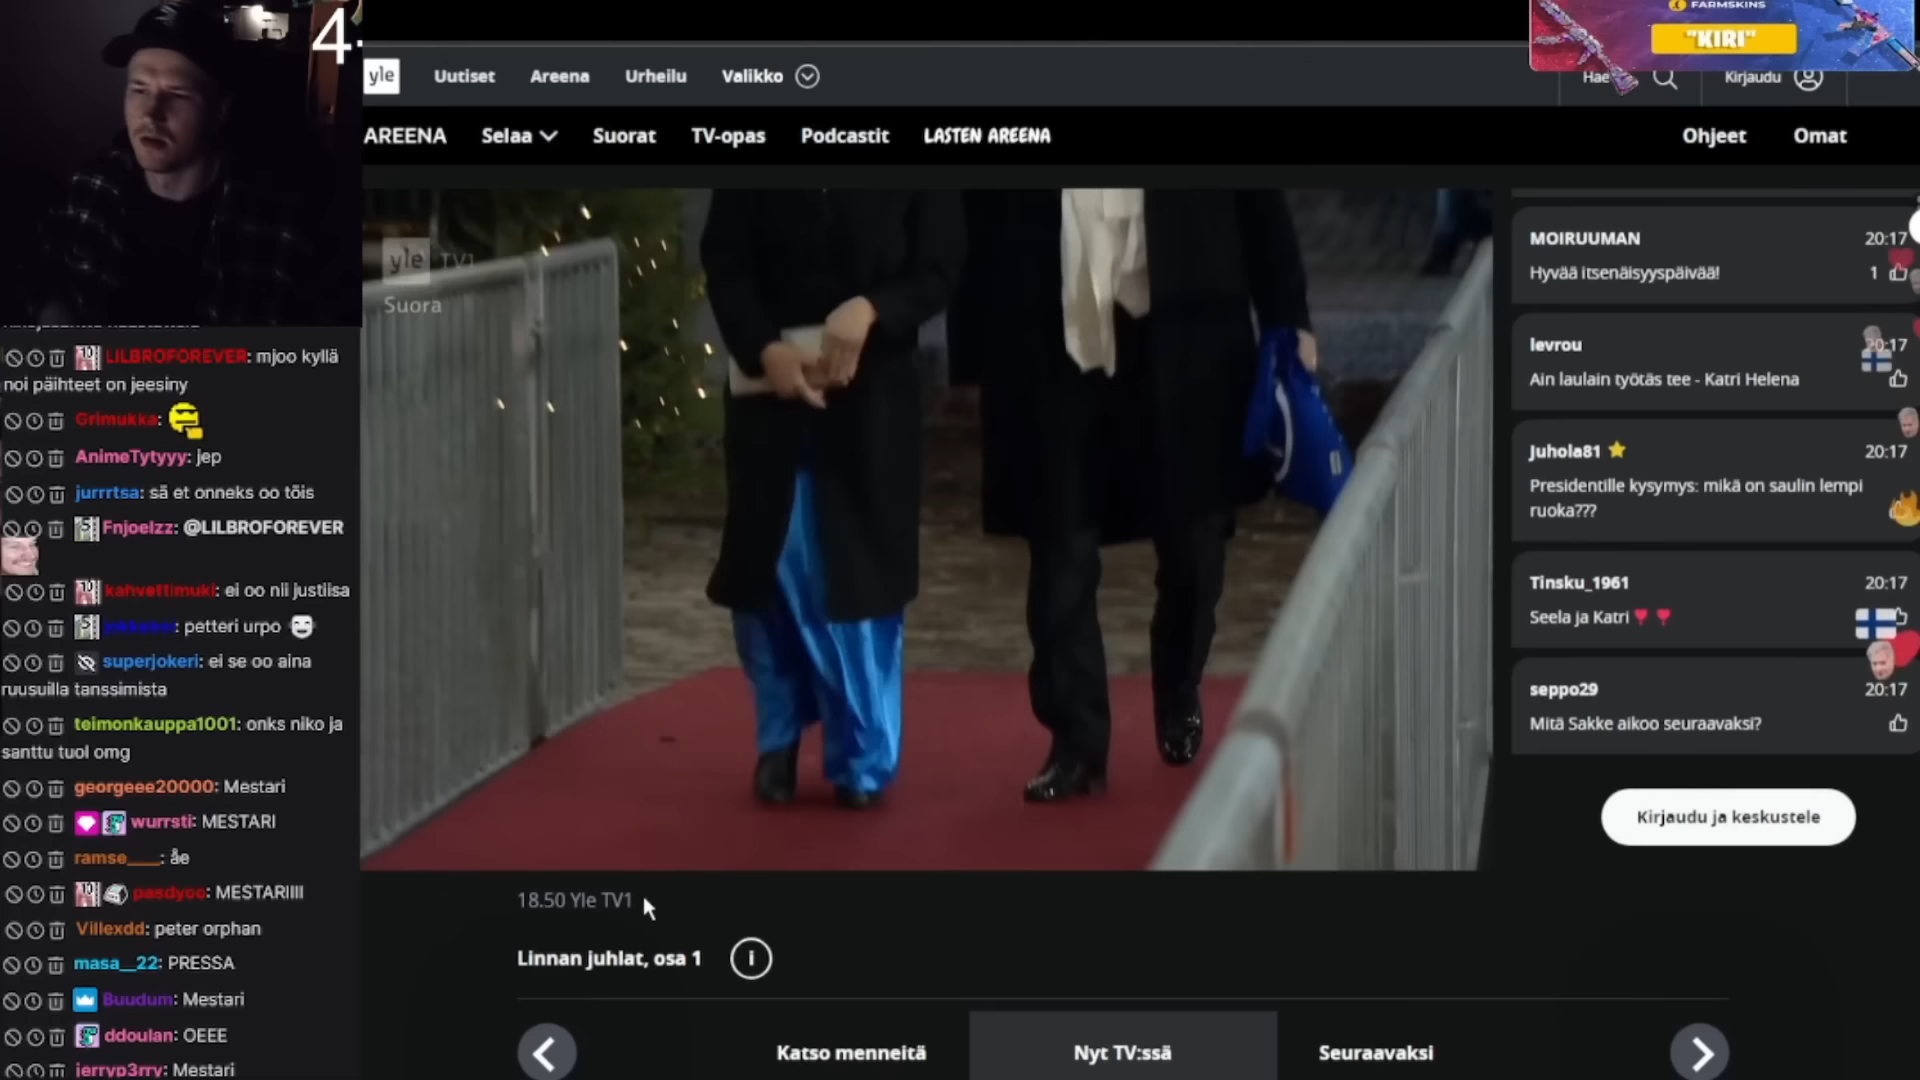 4
FARMSKINS
"KIRI"
yle
Uutiset
Areena
Urheilu
Valikko
Hae
Kirjaudu
AREENA
Selaa
Suorat
TV-opas
Podcastit
LASTEN AREENA
Ohjeet
Omat
yle TV1
Suora
LILBROFOREVER: mjoo kyllä
noi päihteet on jeesiny
Grimukka:
AnimeTytyyy: jep
jurrrtsa: sä et onneks oo töis
Fnjoelzz: @LILBROFOREVER
kahvettimuki: ei oo nii justiisa
: petteri urpo
superjokeri: ei se oo aina
ruusuilla tanssimista
teimonkauppa1001: onks niko ja
santtu tuol omg
georgeee20000: Mestari
wurrsti: MESTARI
ramse___: åe
pasdyoo: MESTARIIII
Villexdd: peter orphan
masa__22: PRESSA
Buudum: Mestari
ddoulan: OEEE
jerryp3rry: Mestari
MOIRUUMAN 20:17
Hyvää itsenäisyyspäivää! 1
levrou 20:17
Ain laulain työtäs tee - Katri Helena
Juhola81 20:17
Presidentille kysymys: mikä on saulin lempi
ruoka???
Tinsku_1961 20:17
Seela ja Katri
seppo29 20:17
Mitä Sakke aikoo seuraavaksi?
Kirjaudu ja keskustele
18.50 Yle TV1
Linnan juhlat, osa 1
i
Katso menneitä
Nyt TV:ssä
Seuraavaksi